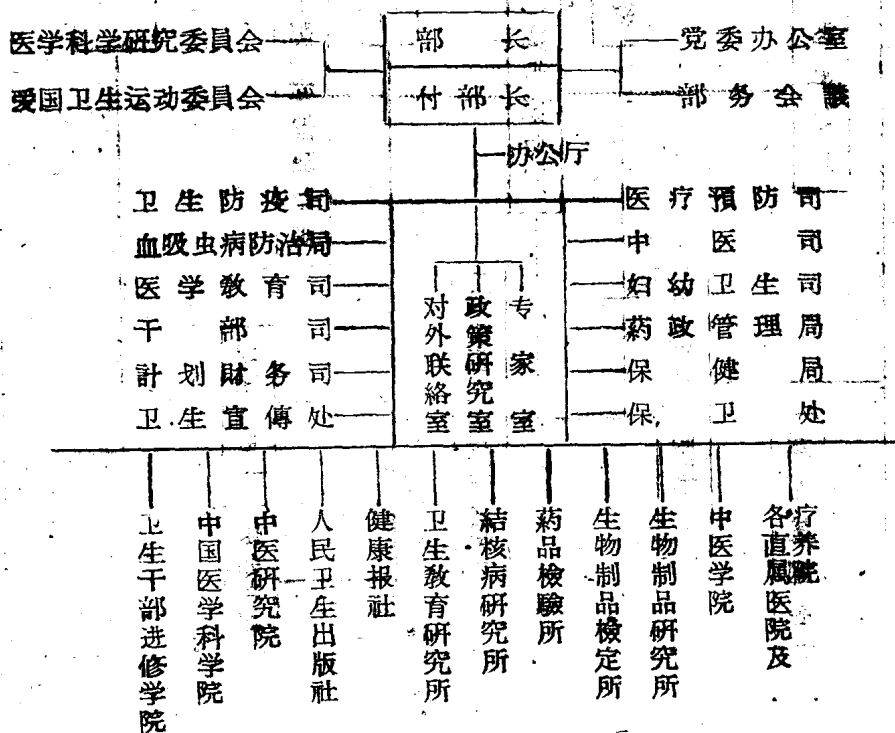 医学科学研究委員会
部长
党委办公室
爱国卫生运动委員会
付部长
部务会議
办公厅
卫生防疫司
医疗預防司
血吸虫病防治局
中医司
医学敎育司
妇幼卫生司
干部司
葯政管理局
計划財务司
保健局
卫生宣傳处
保卫处
对外联絡室
政策研究室
专家室
卫生干部进修学院
中国医学科学院
中医研究院
人民卫生出版社
健康报社
卫生敎育研究所
結核病研究所
葯品檢驗所
生物制品檢定所
生物制品研究所
中医学院
各直属医院及
疗养院